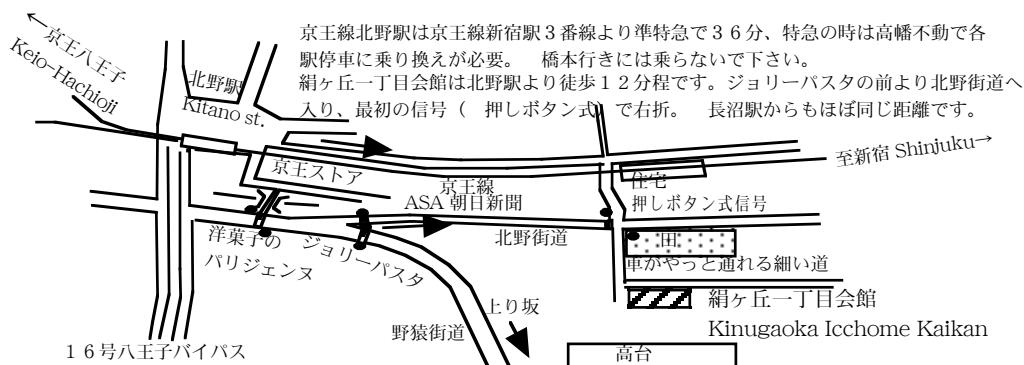 京王線北野駅は京王線新宿駅３番線より準特急で３６分、特急の時は高幡不動で各
駅停車に乗り換えが必要。　橋本行きには乗らないで下さい。
絹ヶ丘一丁目会館は北野駅より徒歩１２分程です。ジョリーパスタの前より北野街道へ
入り、最初の信号（　押しボタン式）で右折。　長沼駅からもほぼ同じ距離です。
←京王八王子
Keio-Hachioji
北野駅
Kitano st.
至新宿 Shinjuku→
京王ストア
京王線
住宅
ASA 朝日新聞
押しボタン式信号
北野街道
田
洋菓子の
パリジェンヌ
ジョリーパスタ
車がやっと通れる細い道
絹ヶ丘一丁目会館
Kinugaoka Icchome Kaikan
上り坂
野猿街道
１６号八王子バイパス
高台